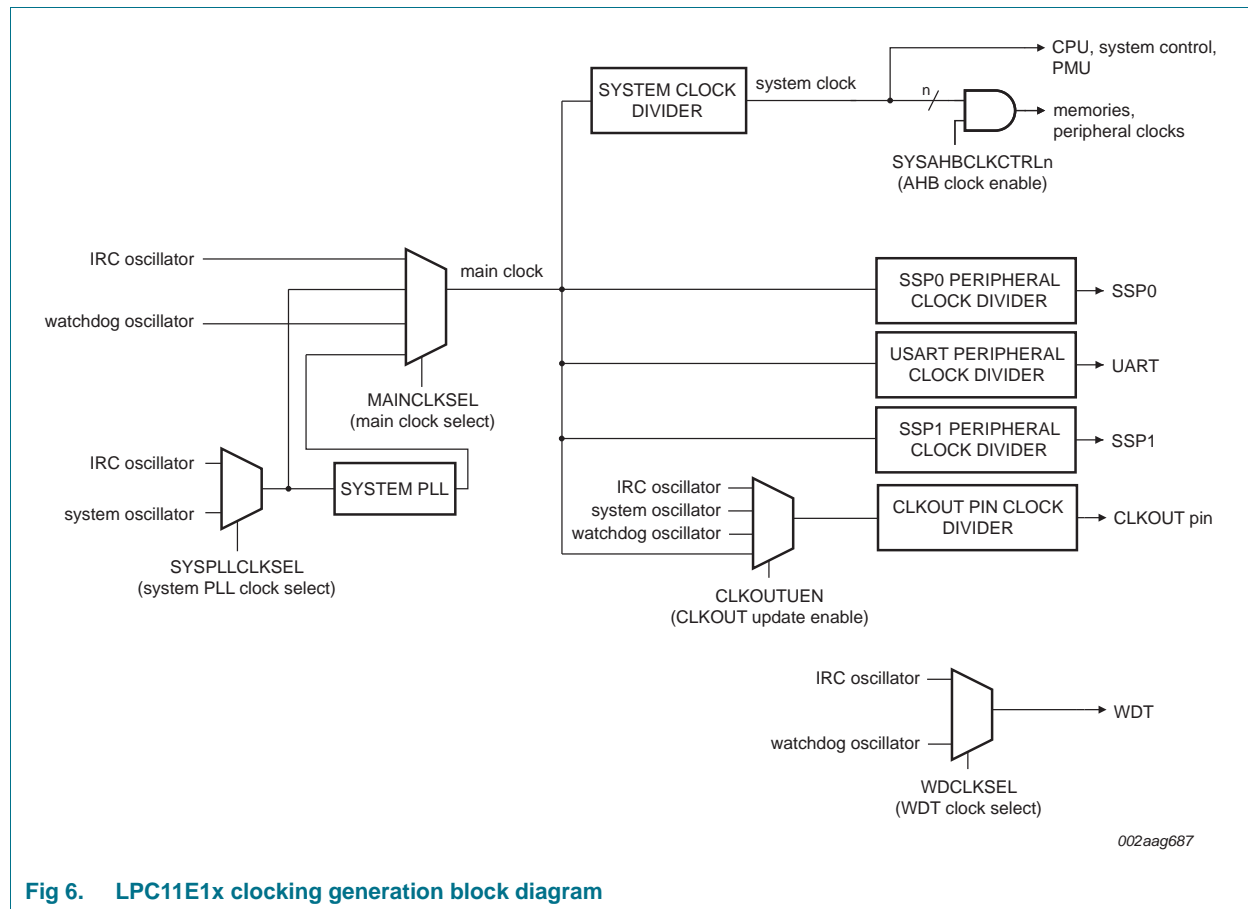 CPU, system control,
PMU
SYSTEM CLOCK
DIVIDER
system clock
n
memories,
peripheral clocks
SYSAHBCLKCTRLn
(AHB clock enable)
IRC oscillator
main clock
watchdog oscillator
MAINCLKSEL
(main clock select)
SSP0 PERIPHERAL
CLOCK DIVIDER
SSP0
USART PERIPHERAL
CLOCK DIVIDER
UART
SSP1 PERIPHERAL
CLOCK DIVIDER
SSP1
IRC oscillator
system oscillator
SYSTEM PLL
SYSPLLCLKSEL
(system PLL clock select)
IRC oscillator
system oscillator
watchdog oscillator
CLKOUT PIN CLOCK
DIVIDER
CLKOUT pin
CLKOUTUEN
(CLKOUT update enable)
IRC oscillator
watchdog oscillator
WDT
WDCLKSEL
(WDT clock select)
002aag687
Fig 6. LPC11E1x clocking generation block diagram